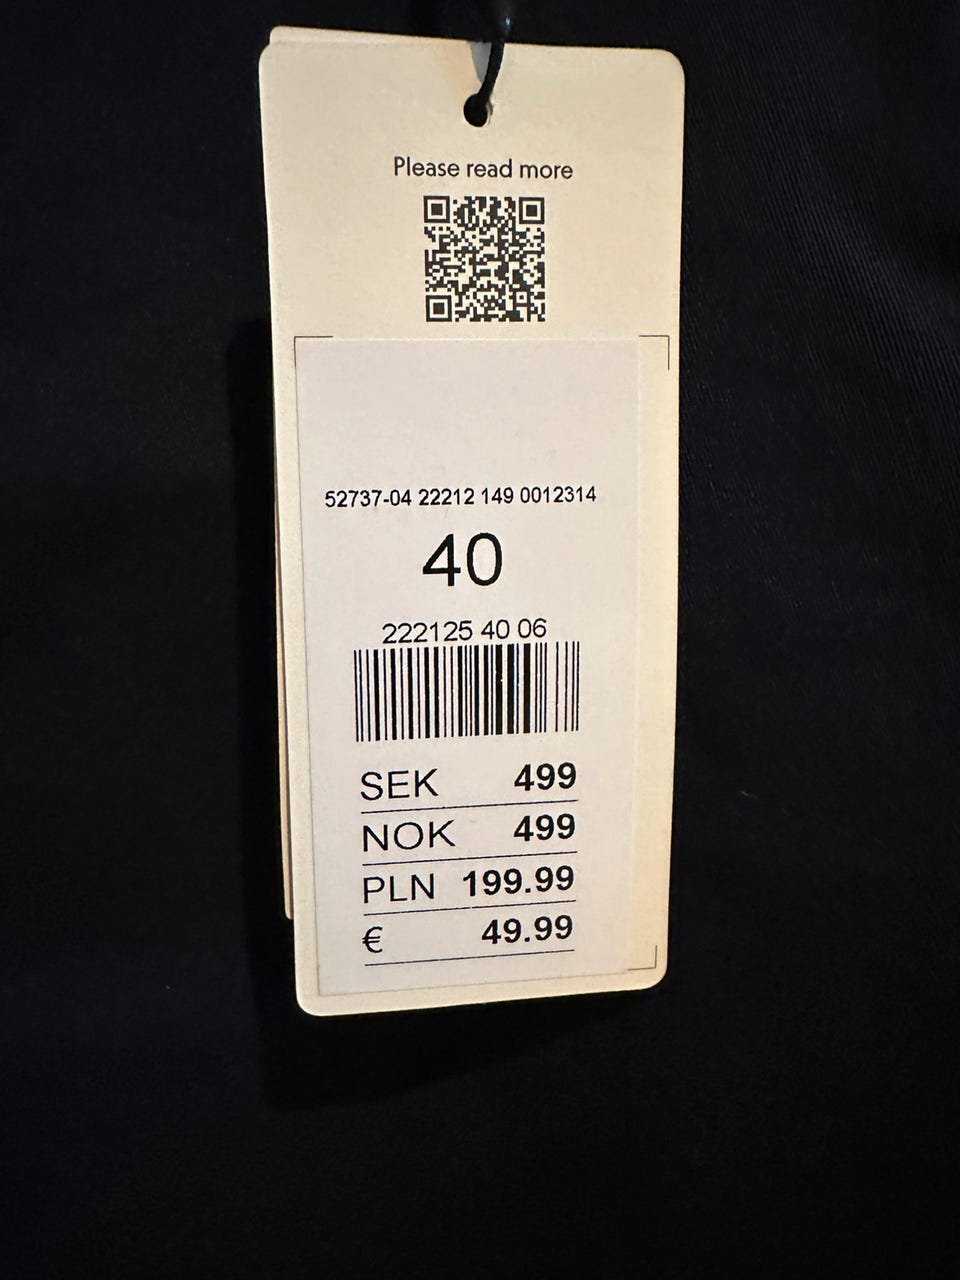 Please read more
52737-04 22212 149 0012314
40
222125 40 06
SEK 499
NOK 499
PLN 199.99
€ 49.99